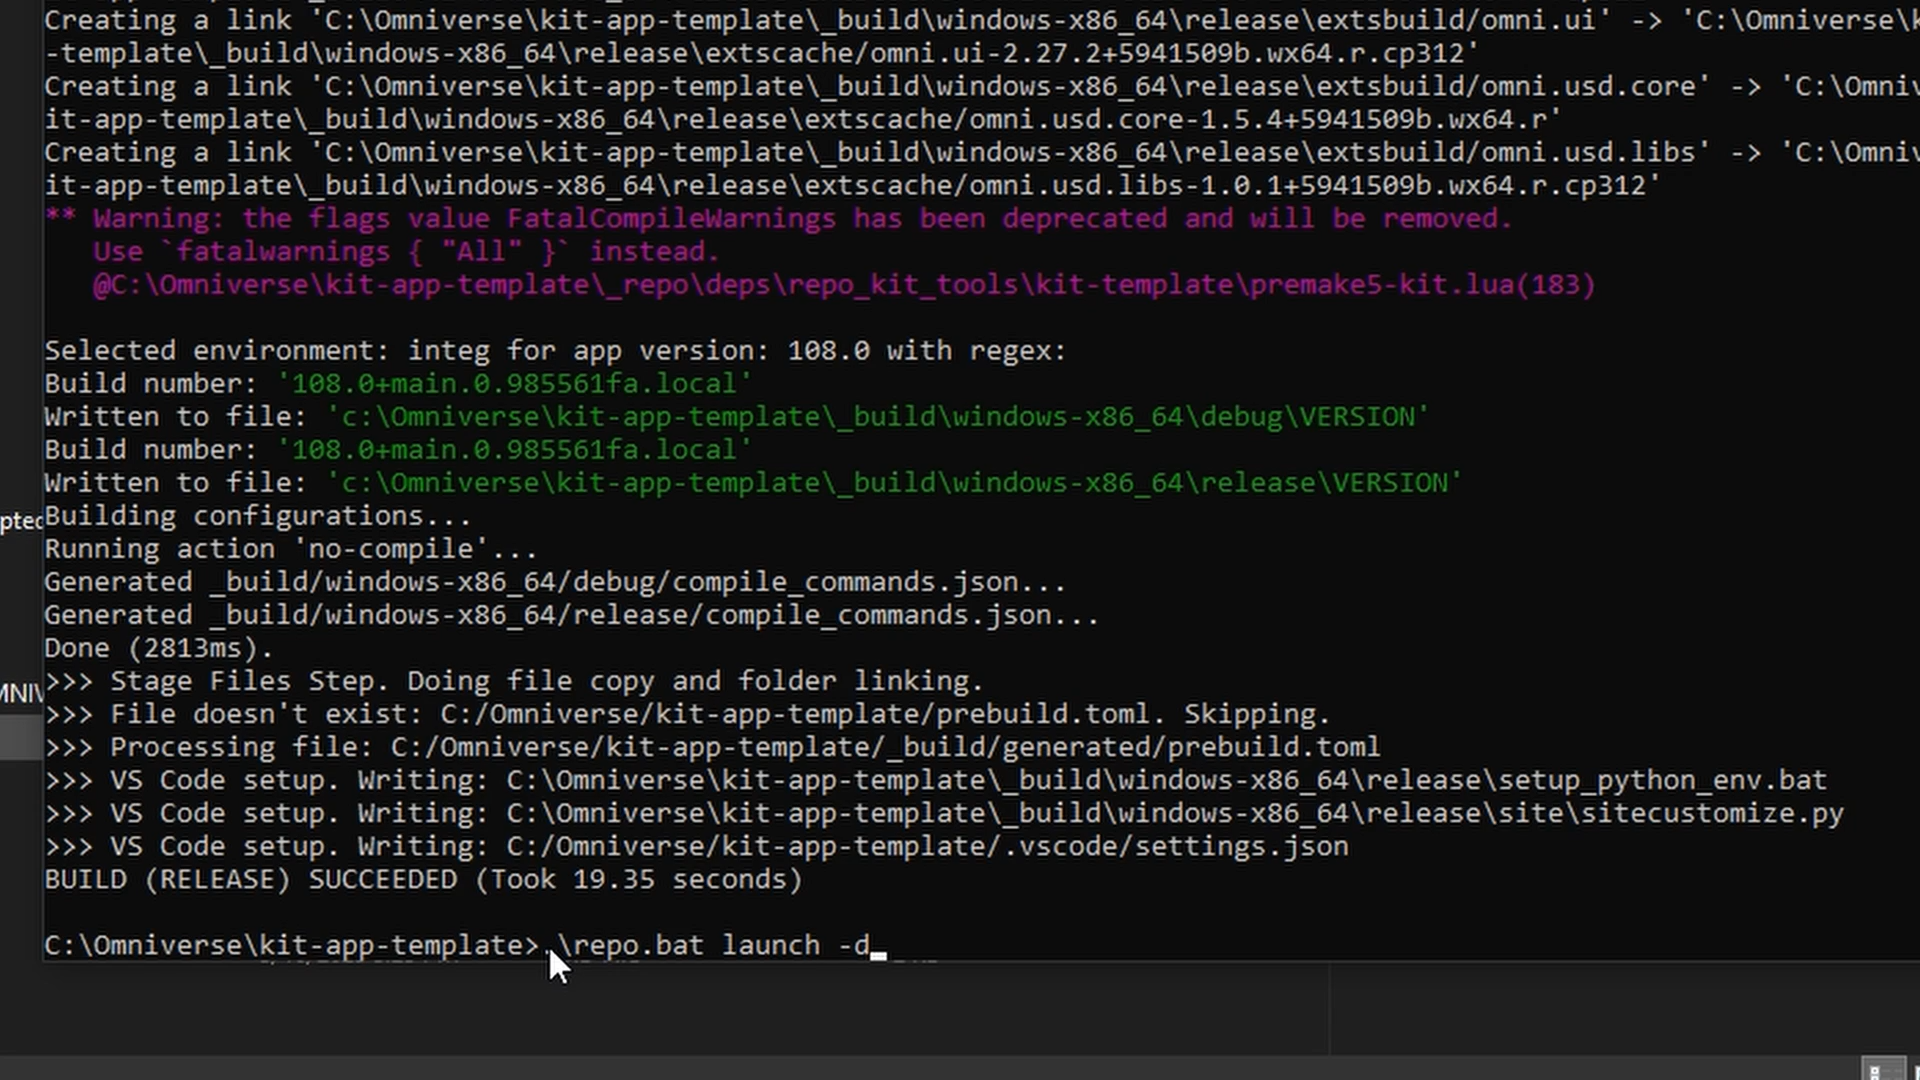 Creating a link 'C:\Omniverse\kit-app-template\_build\windows-x86_64\release\extsbuild/omni.ui' -> 'C:\Omniverse\k
-template\_build\windows-x86_64\release\extscache/omni.ui-2.27.2+5941509b.wx64.r.cp312'
Creating a link 'C:\Omniverse\kit-app-template\_build\windows-x86_64\release\extsbuild/omni.usd.core' -> 'C:\Omniv
it-app-template\_build\windows-x86_64\release\extscache/omni.usd.core-1.5.4+5941509b.wx64.r'
Creating a link 'C:\Omniverse\kit-app-template\_build\windows-x86_64\release\extsbuild/omni.usd.libs' -> 'C:\Omniv
it-app-template\_build\windows-x86_64\release\extscache/omni.usd.libs-1.0.1+5941509b.wx64.r.cp312'
** Warning: the flags value FatalCompileWarnings has been deprecated and will be removed.
Use `fatalwarnings { "All" }` instead.
@C:\Omniverse\kit-app-template\_repo\deps\repo_kit_tools\kit-template\premake5-kit.lua(183)
Selected environment: integ for app version: 108.0 with regex:
Build number: '108.0+main.0.985561fa.local'
Written to file: 'c:\Omniverse\kit-app-template\_build\windows-x86_64\debug\VERSION'
Build number: '108.0+main.0.985561fa.local'
Written to file: 'c:\Omniverse\kit-app-template\_build\windows-x86_64\release\VERSION'
Building configurations...
Running action 'no-compile'...
Generated _build/windows-x86_64/debug/compile_commands.json...
Generated _build/windows-x86_64/release/compile_commands.json...
Done (2813ms).
>>> Stage Files Step. Doing file copy and folder linking.
>>> File doesn't exist: C:/Omniverse/kit-app-template/prebuild.toml. Skipping.
>>> Processing file: C:/Omniverse/kit-app-template/_build/generated/prebuild.toml
>>> VS Code setup. Writing: C:\Omniverse\kit-app-template\_build\windows-x86_64\release\setup_python_env.bat
>>> VS Code setup. Writing: C:\Omniverse\kit-app-template\_build\windows-x86_64\release\site\sitecustomize.py
>>> VS Code setup. Writing: C:/Omniverse/kit-app-template/.vscode/settings.json
BUILD (RELEASE) SUCCEEDED (Took 19.35 seconds)
C:\Omniverse\kit-app-template>.\repo.bat launch -d
pted
MNIV